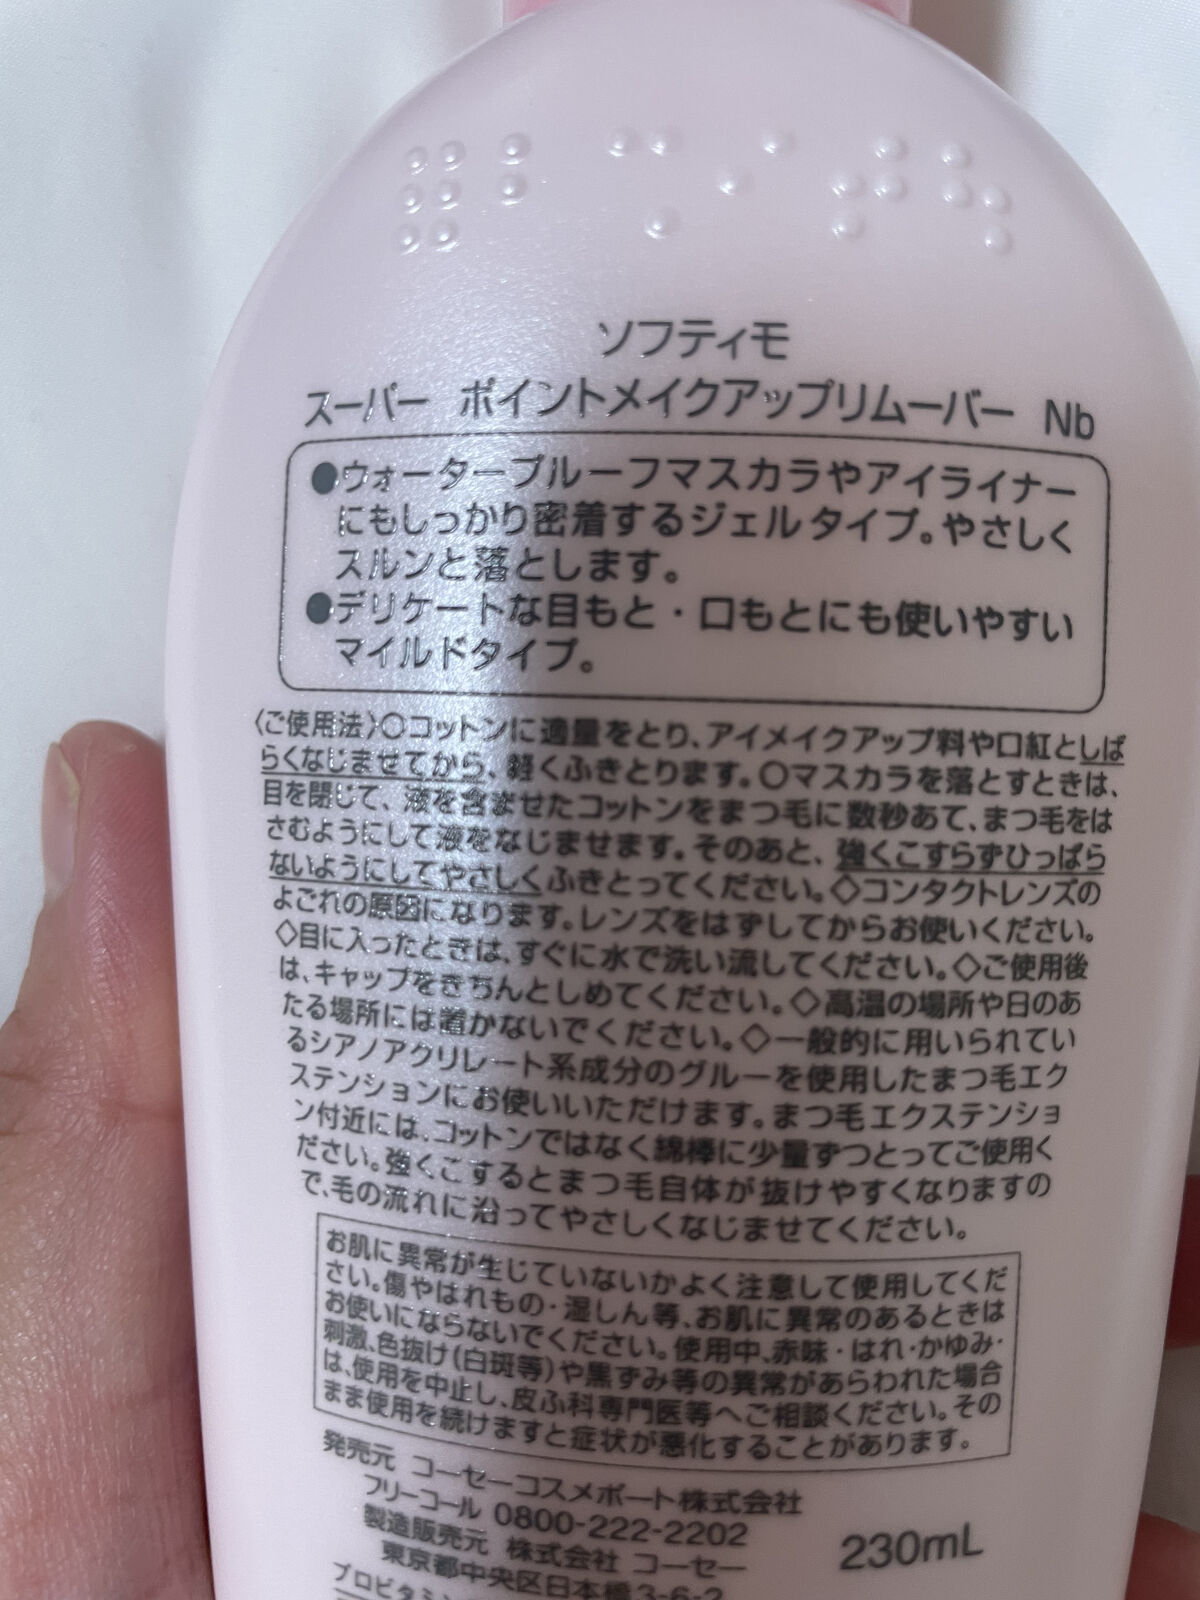 ソフティモ
スーパー ポイントメイクアップリムーバー Nb
●ウォータープルーフマスカラやアイライナー
にもしっかり密着するジェルタイプ。やさしく
スルンと落とします。
●デリケートな目もと・口もとにも使いやすい
マイルドタイプ。
〈ご使用法〉○コットンに適量をとり、アイメイクアップ料や口紅としば
らくなじませてから、軽くふきとります。○マスカラを落とすときは、
目を閉じて、液を含ませたコットンをまつ毛に数秒あて、まつ毛をは
さむようにして液をなじませます。そのあと、強くこすらずひっぱら
ないようにしてやさしくふきとってください。◇コンタクトレンズの
よごれの原因になります。レンズをはずしてからお使いください。
◇目に入ったときは、すぐに水で洗い流してください。◇ご使用後
は、キャップをきちんとしめてください。◇高温の場所や日のあ
たる場所には置かないでください。◇一般的に用いられてい
るシアノアクリレート系成分のグルーを使用したまつ毛エク
ステンションにお使いいただけます。まつ毛エクステンショ
ン付近には、コットンではなく綿棒に少量ずつとってご使用く
ださい。強くこするとまつ毛自体が抜けやすくなりますの
で、毛の流れに沿ってやさしくなじませてください。
お肌に異常が生じていないかよく注意して使用してくだ
さい。傷やはれもの・湿しん等、お肌に異常のあるときは
お使いにならないでください。使用中、赤味・はれ・かゆみ・
刺激、色抜け(白斑等)や黒ずみ等の異常があらわれた場合
は、使用を中止し、皮ふ科専門医等へご相談ください。その
まま使用を続けますと症状が悪化することがあります。
発売元 コーセーコスメポート株式会社
フリーコール 0800-222-2202
製造販売元 株式会社 コーセー
230mL
東京都中央区日本橋3-6-2
プロビタミン